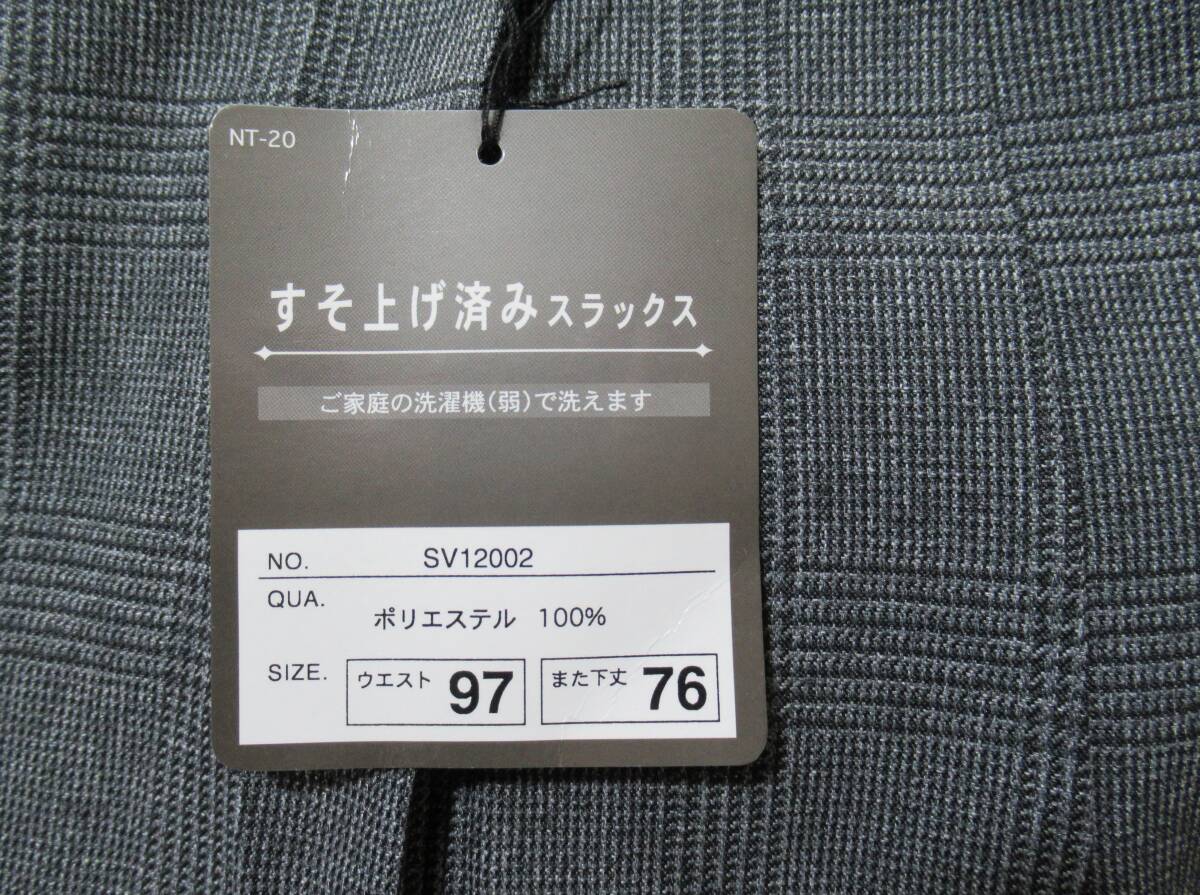 NT-20
すそ上げ済みスラックス
ご家庭の洗濯機(弱)で洗えます
NO. SV12002
QUA.
ポリエステル 100%
SIZE. ウエスト 97 また下丈 76